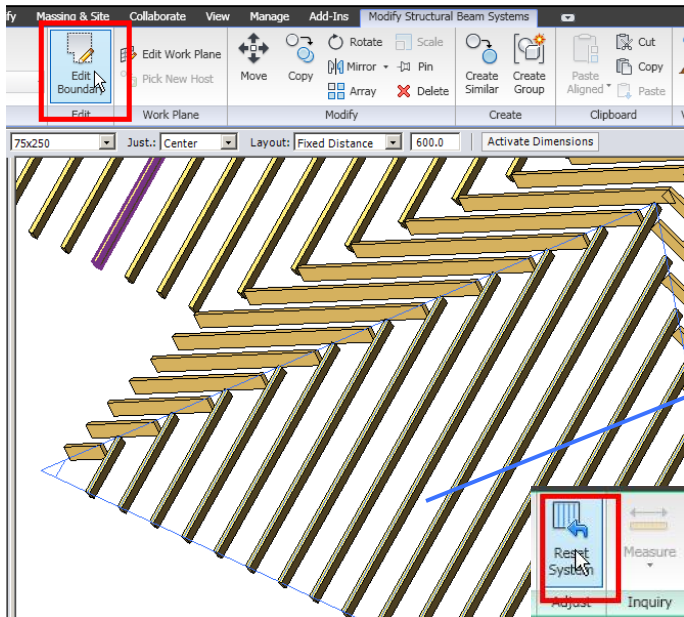 fy Massing & Site Collaborate View Manage Add-Ins Modify Structural Beam Systems
Edit
Boundary
Edit Work Plane
Pick New Host
Move
Copy
Rotate
Scale
Mirror
Pin
Array
Delete
Create
Similar
Create
Group
Paste
Aligned
Cut
Copy
Paste
Edit Work Plane Modify Create Clipboard
75x250 Just.: Center Layout: Fixed Distance 600.0 Activate Dimensions
Reset
System
Measure
Adjust Inquiry